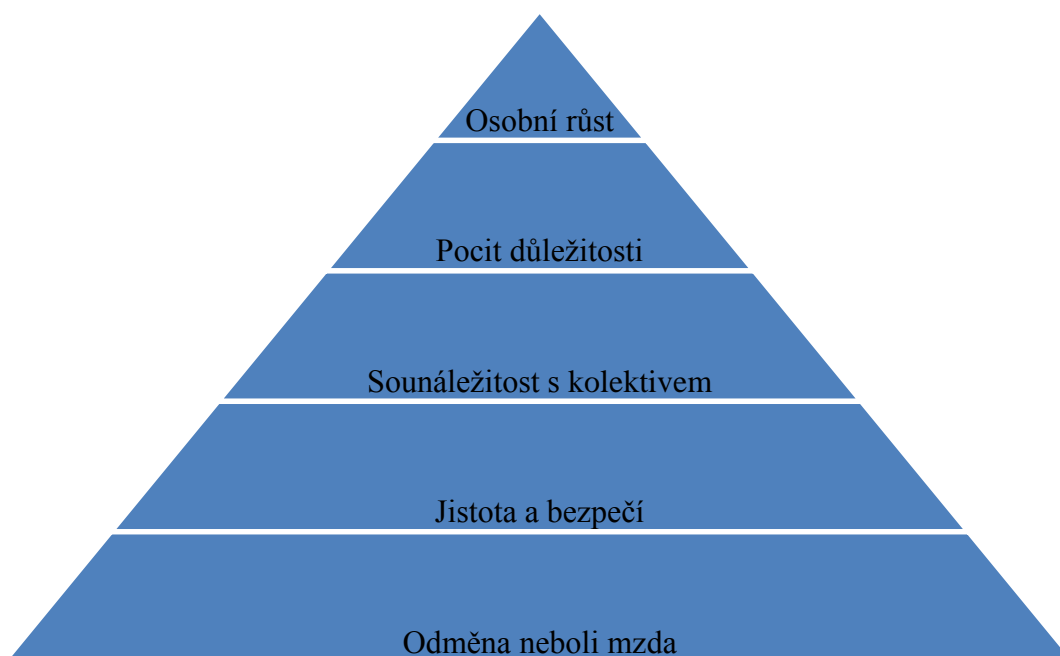 Osobní růst
Pocit důležitosti
Sounáležitost s kolektivem
Jistota a bezpečí
Odměna neboli mzda